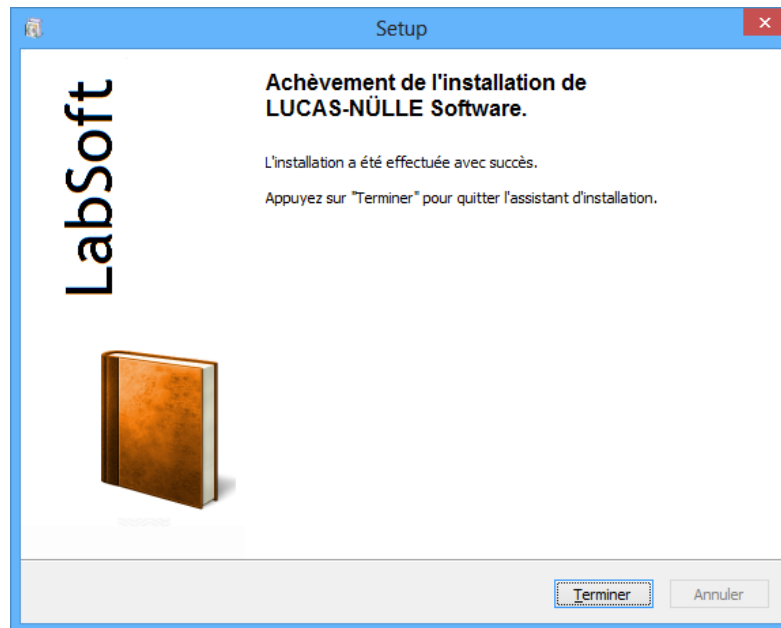 Setup
LabSoft
Achèvement de l'installation de
LUCAS-NÜLLE Software.
L'installation a été effectuée avec succès.
Appuyez sur "Terminer" pour quitter l'assistant d'installation.
Terminer
Annuler